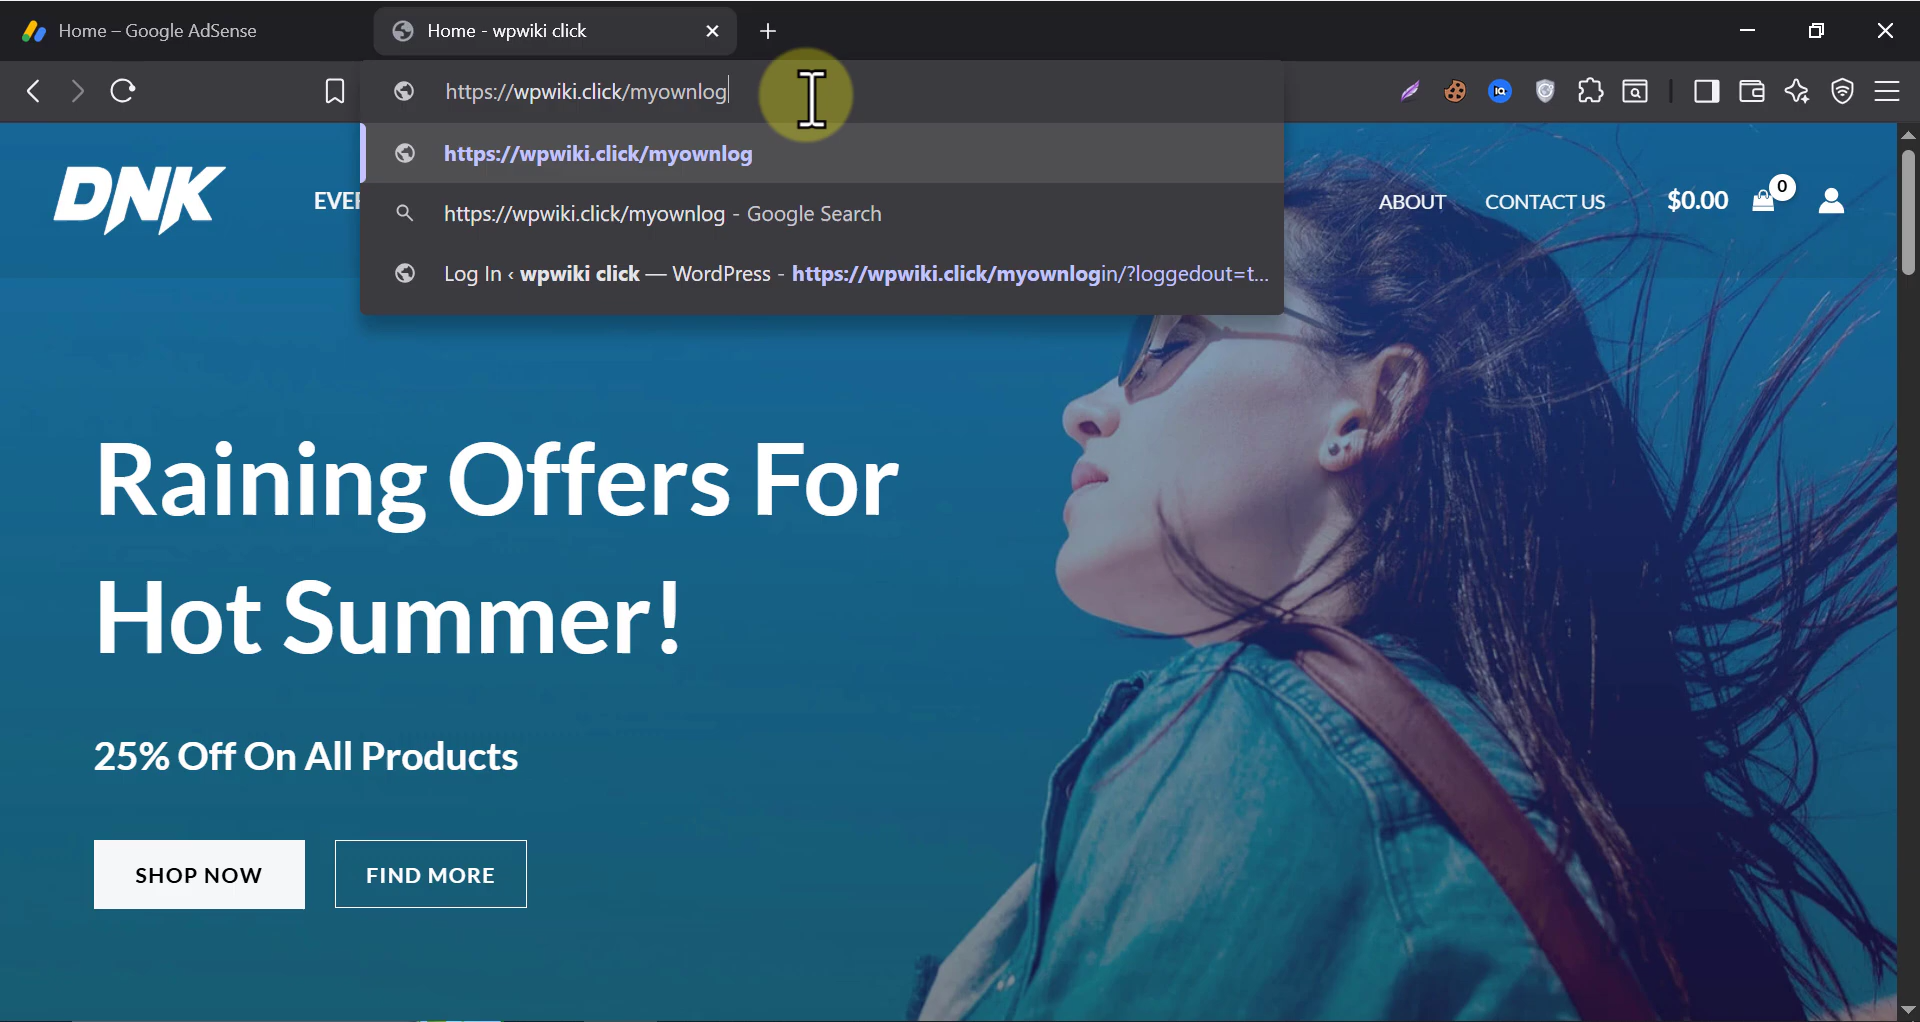 Home – Google AdSense
Home - wpwiki click
https://wpwiki.click/myownlog
https://wpwiki.click/myownlog
https://wpwiki.click/myownlog - Google Search
Log In ‹ wpwiki click — WordPress - https://wpwiki.click/myownlogin/?loggedout=t...
DNK
ABOUT
CONTACT US
$0.00
0
Raining Offers For
Hot Summer!
25% Off On All Products
SHOP NOW
FIND MORE